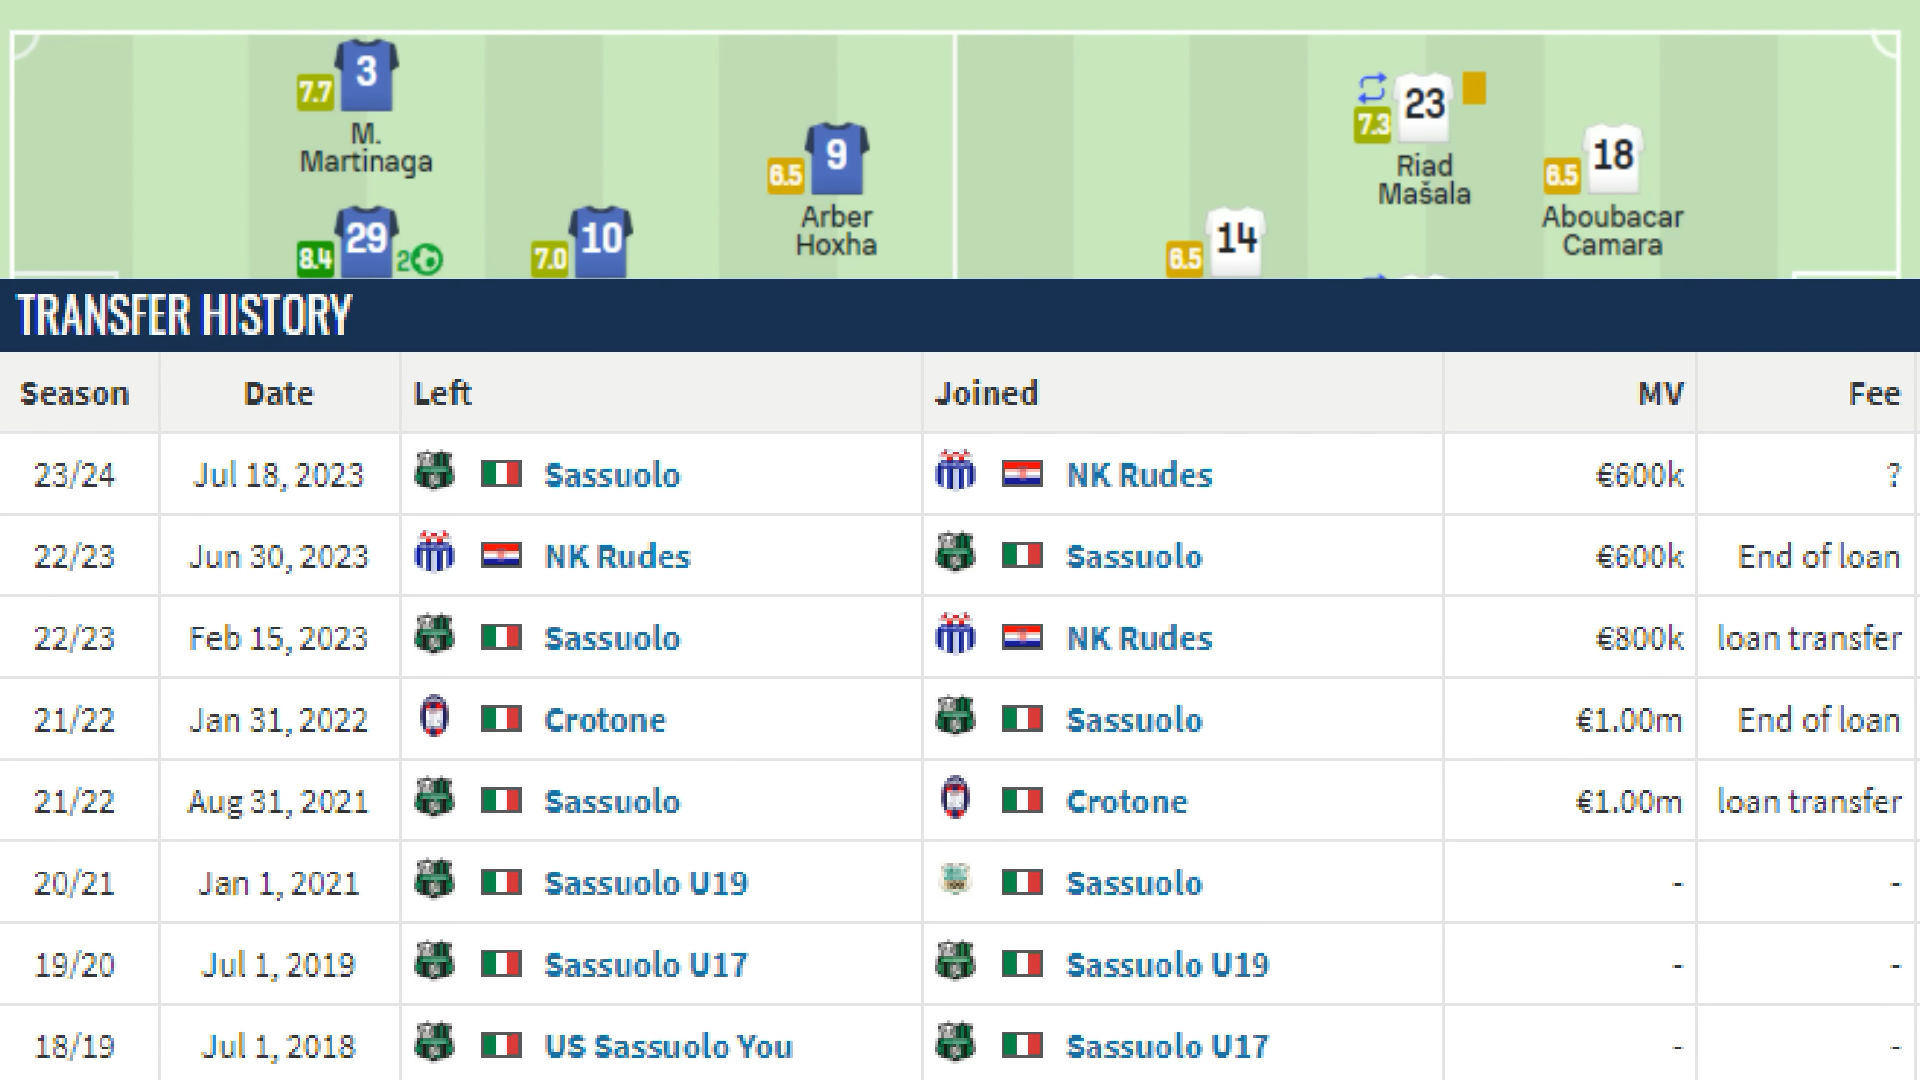 3
7.7
M.
Martinaga
9
6.5
Arber
Hoxha
29
8.4
2
10
7.0
23
7.3
Riad
Mašala
18
6.5
Aboubacar
Camara
14
6.5
TRANSFER HISTORY
Season Date Left Joined MV Fee
23/24 Jul 18, 2023 Sassuolo NK Rudes €600k ?
22/23 Jun 30, 2023 NK Rudes Sassuolo €600k End of loan
22/23 Feb 15, 2023 Sassuolo NK Rudes €800k loan transfer
21/22 Jan 31, 2022 Crotone Sassuolo €1.00m End of loan
21/22 Aug 31, 2021 Sassuolo Crotone €1.00m loan transfer
20/21 Jan 1, 2021 Sassuolo U19 Sassuolo - -
19/20 Jul 1, 2019 Sassuolo U17 Sassuolo U19 - -
18/19 Jul 1, 2018 US Sassuolo You Sassuolo U17 - -